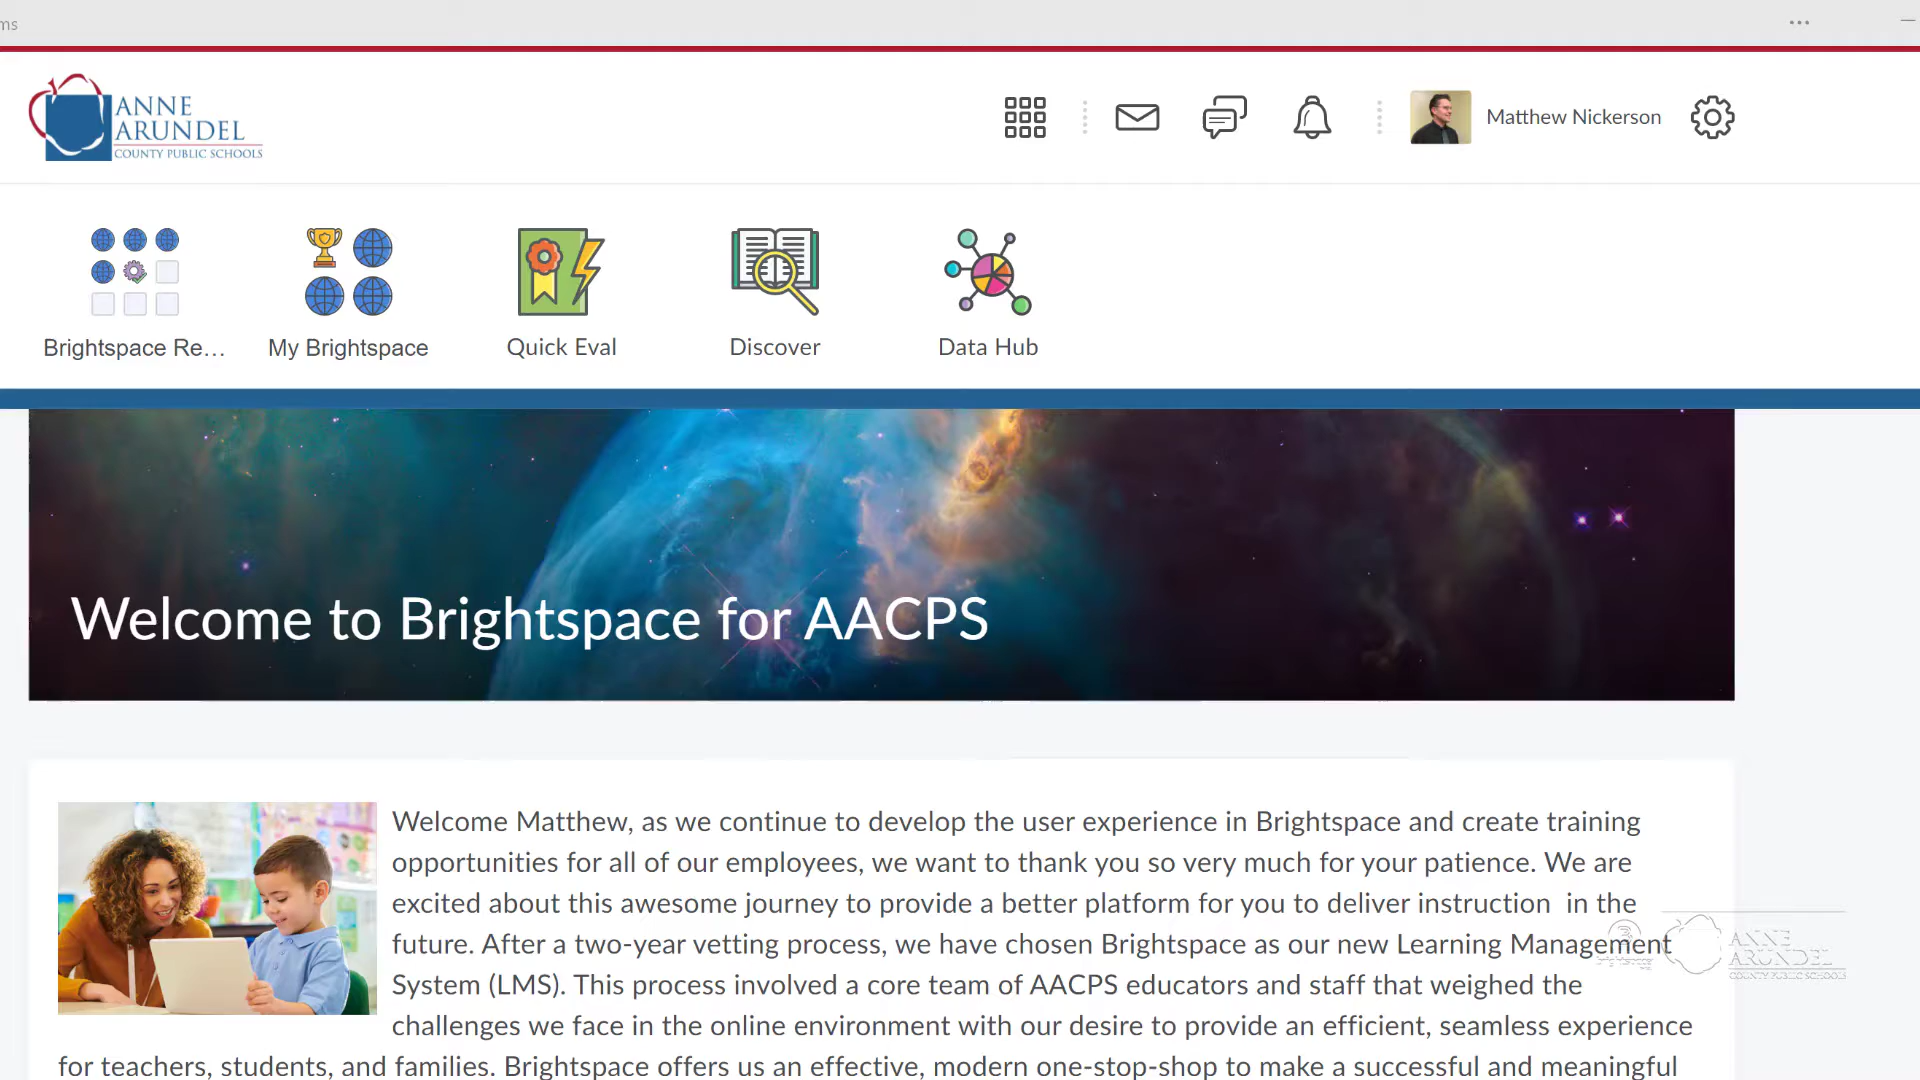 ms
ANNE
ARUNDEL
COUNTY PUBLIC SCHOOLS
Matthew Nickerson
Brightspace Re...
My Brightspace
Quick Eval
Discover
Data Hub
Welcome to Brightspace for AACPS
Welcome Matthew, as we continue to develop the user experience in Brightspace and create training
opportunities for all of our employees, we want to thank you so very much for your patience. We are
excited about this awesome journey to provide a better platform for you to deliver instruction in the
future. After a two-year vetting process, we have chosen Brightspace as our new Learning Management
System (LMS). This process involved a core team of AACPS educators and staff that weighed the
challenges we face in the online environment with our desire to provide an efficient, seamless experience
for teachers, students, and families. Brightspace offers us an effective, modern one-stop-shop to make a successful and meaningful
ANNE
ARUNDEL
COUNTY PUBLIC SCHOOLS